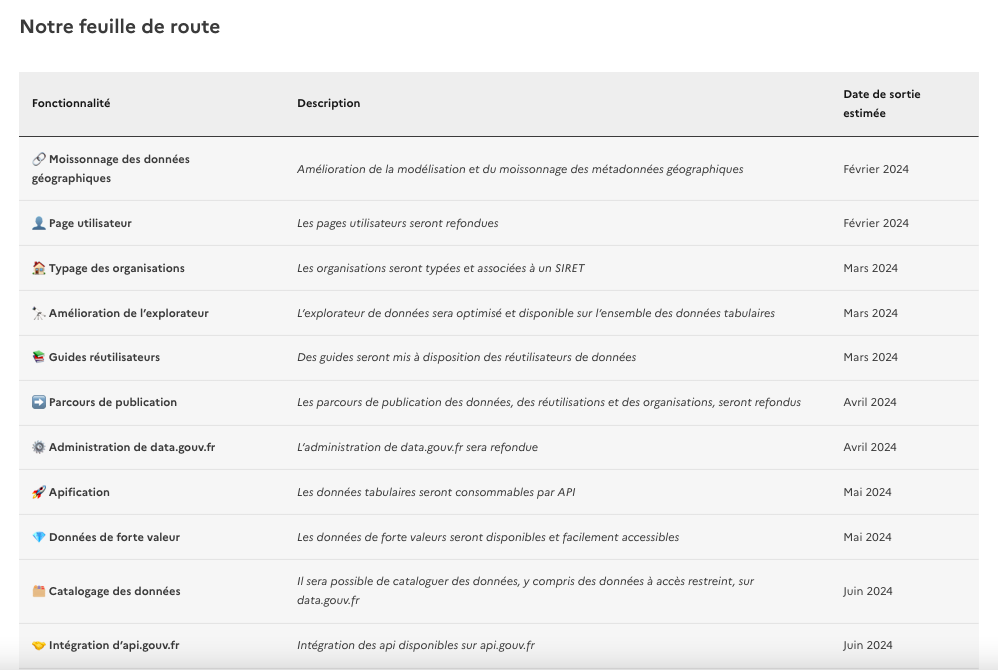 Notre feuille de route
Fonctionnalité
Description
Date de sortie
estimée
🔗 Moissonnage des données
géographiques
Amélioration de la modélisation et du moissonnage des métadonnées géographiques
Février 2024
👤 Page utilisateur
Les pages utilisateurs seront refondues
Février 2024
🏠 Typage des organisations
Les organisations seront typées et associées à un SIRET
Mars 2024
🔭 Amélioration de l’explorateur
L’explorateur de données sera optimisé et disponible sur l’ensemble des données tabulaires
Mars 2024
📚 Guides réutilisateurs
Des guides seront mis à disposition des réutilisateurs de données
Mars 2024
➡️ Parcours de publication
Les parcours de publication des données, des réutilisations et des organisations, seront refondus
Avril 2024
⚙️ Administration de data.gouv.fr
L’administration de data.gouv.fr sera refondue
Avril 2024
🚀 Apification
Les données tabulaires seront consommables par API
Mai 2024
💎 Données de forte valeur
Les données de forte valeurs seront disponibles et facilement accessibles
Mai 2024
🗂️ Catalogage des données
Il sera possible de cataloguer des données, y compris des données à accès restreint, sur
data.gouv.fr
Juin 2024
🤝 Intégration d’api.gouv.fr
Intégration des api disponibles sur api.gouv.fr
Juin 2024